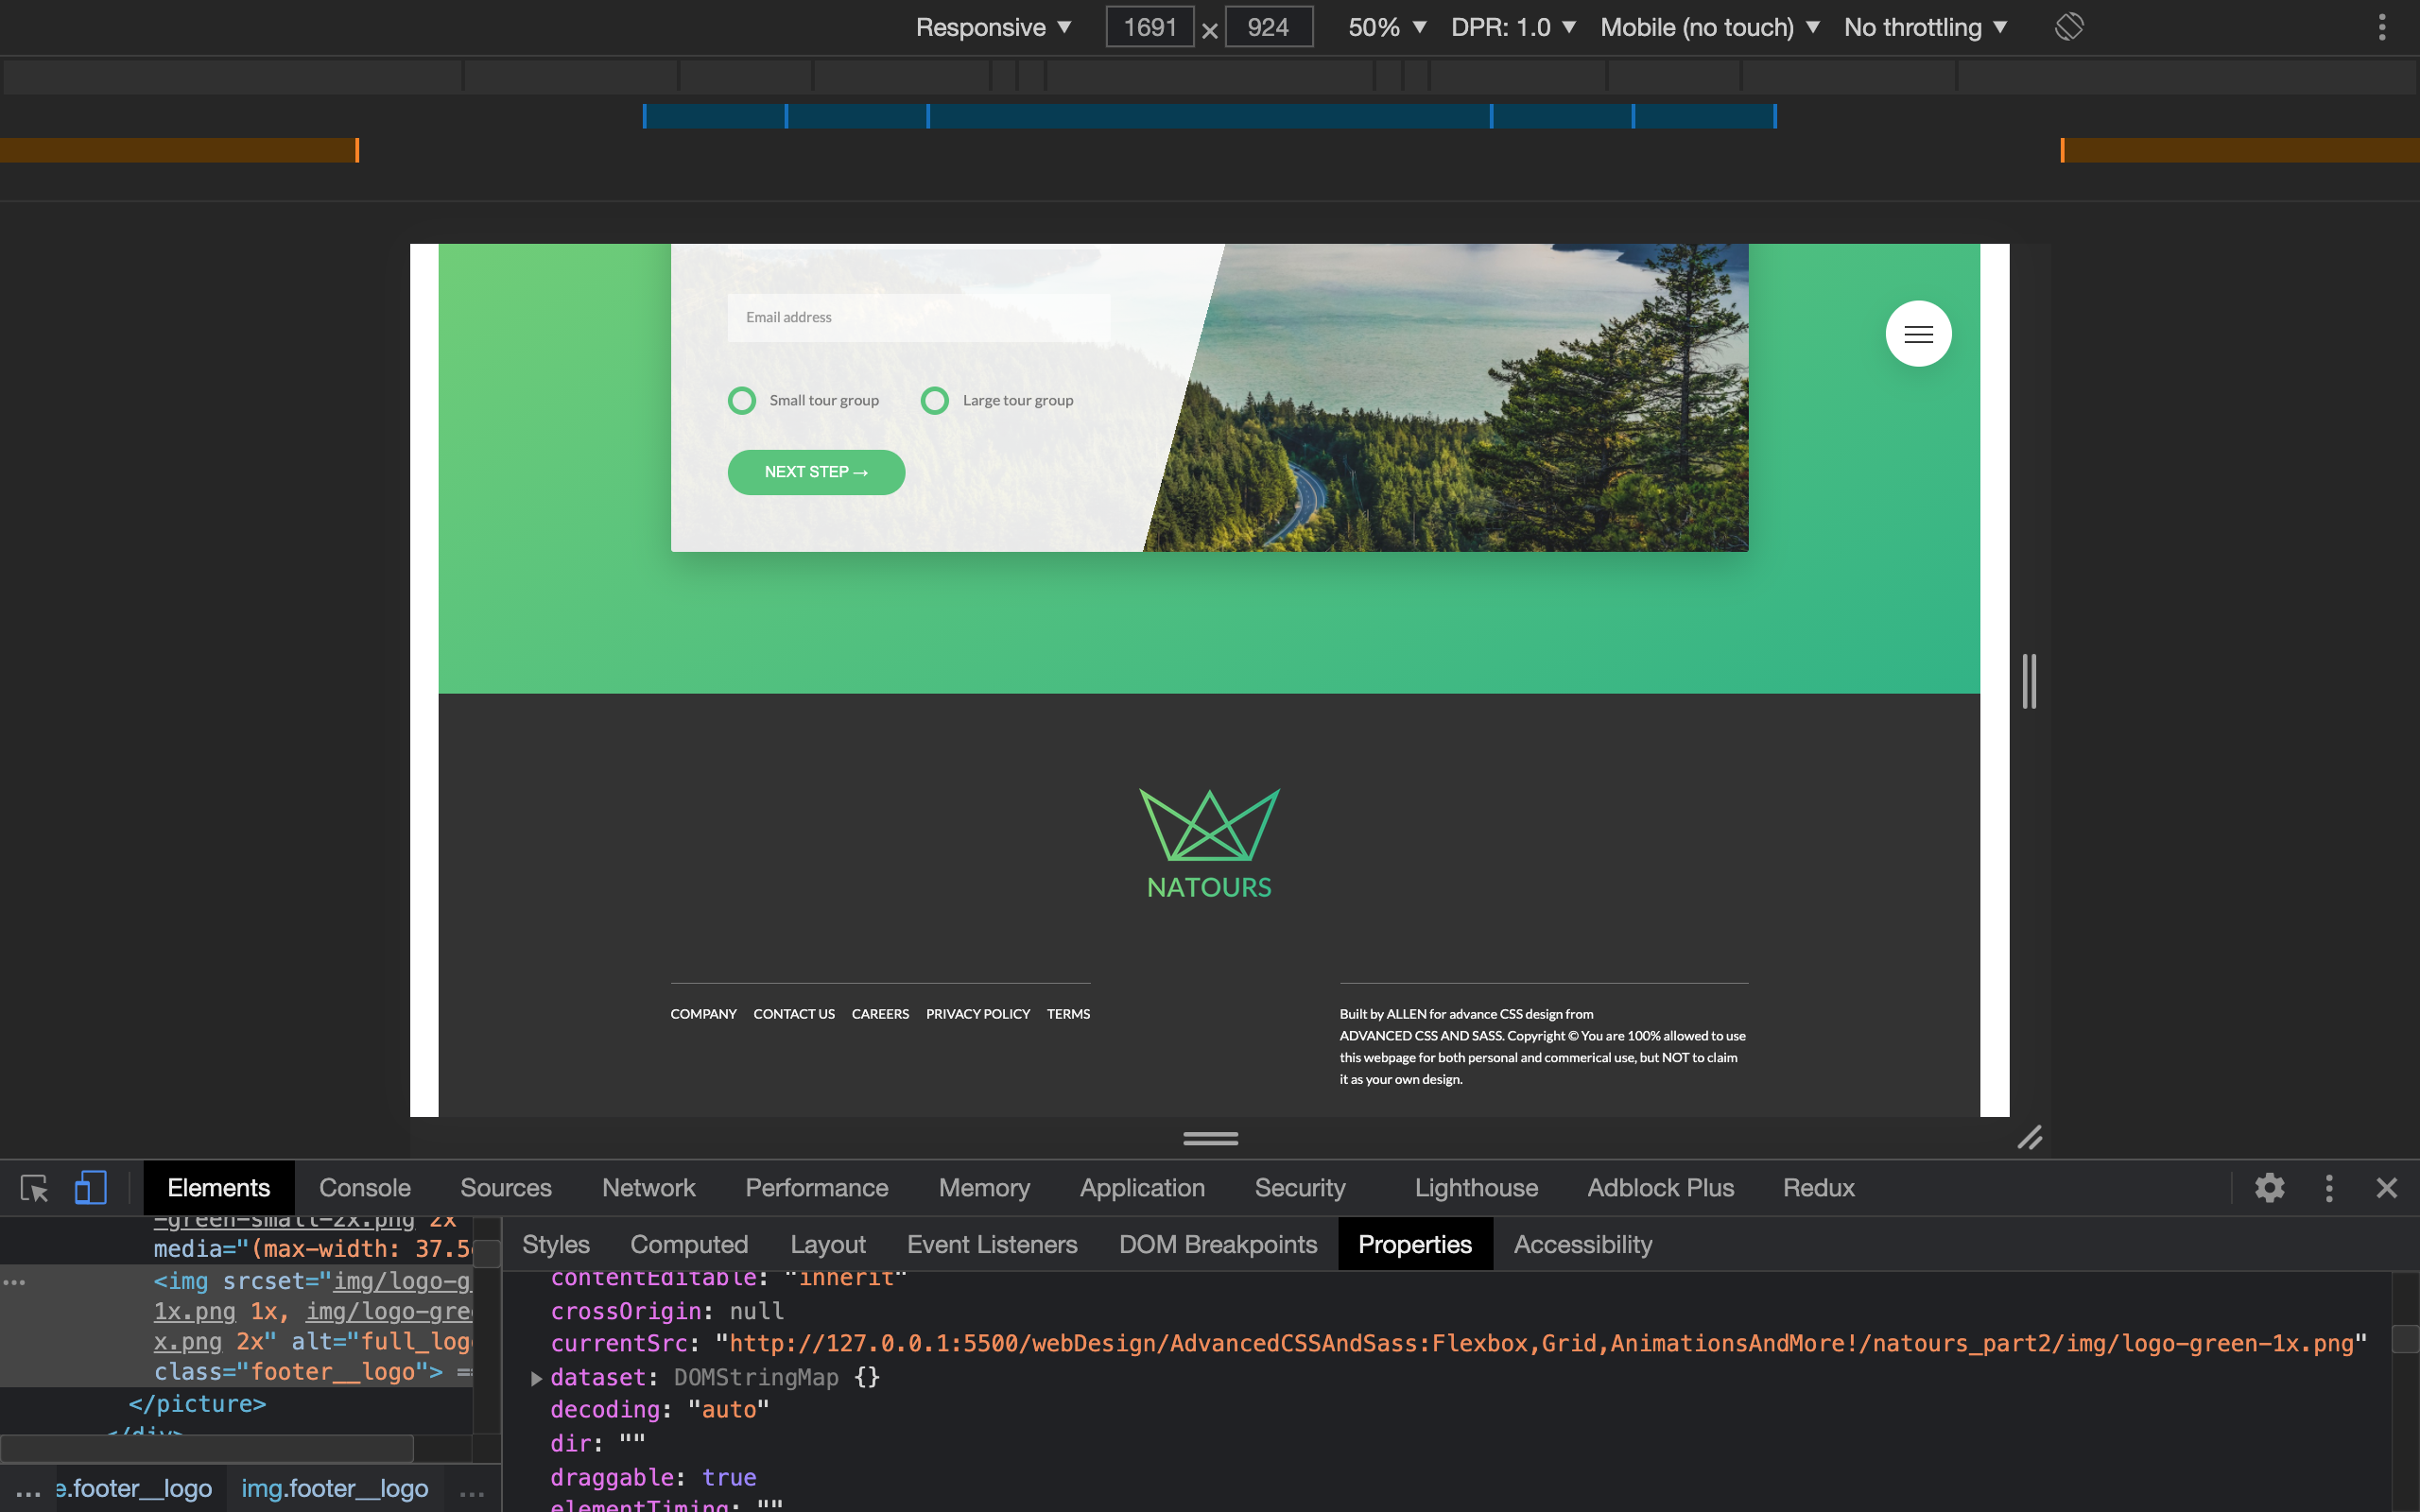 Responsive ▼ 1691 × 924 50% ▼ DPR: 1.0 ▼ Mobile (no touch) ▼ No throttling ▼
Email address
Small tour group Large tour group
NEXT STEP →
NATOURS
COMPANY CONTACT US CAREERS PRIVACY POLICY TERMS
Built by ALLEN for advance CSS design from
ADVANCED CSS AND SASS. Copyright © You are 100% allowed to use
this webpage for both personal and commerical use, but NOT to claim
it as your own design.
Elements Console Sources Network Performance Memory Application Security Lighthouse Adblock Plus Redux
-green-small-2x.png 2x
media="(max-width: 37.5
<img srcset="img/logo-g
1x.png 1x, img/logo-gre
x.png 2x" alt="full_log
class="footer__logo"> ==
</picture>
</div>
... e.footer__logo img.footer__logo ...
Styles Computed Layout Event Listeners DOM Breakpoints Properties Accessibility
contentEditable: "inherit"
crossOrigin: null
currentSrc: "http://127.0.0.1:5500/webDesign/AdvancedCSSAndSass:Flexbox,Grid,AnimationsAndMore!/natours_part2/img/logo-green-1x.png"
dataset: DOMStringMap {}
decoding: "auto"
dir: ""
draggable: true
elementTiming: ""